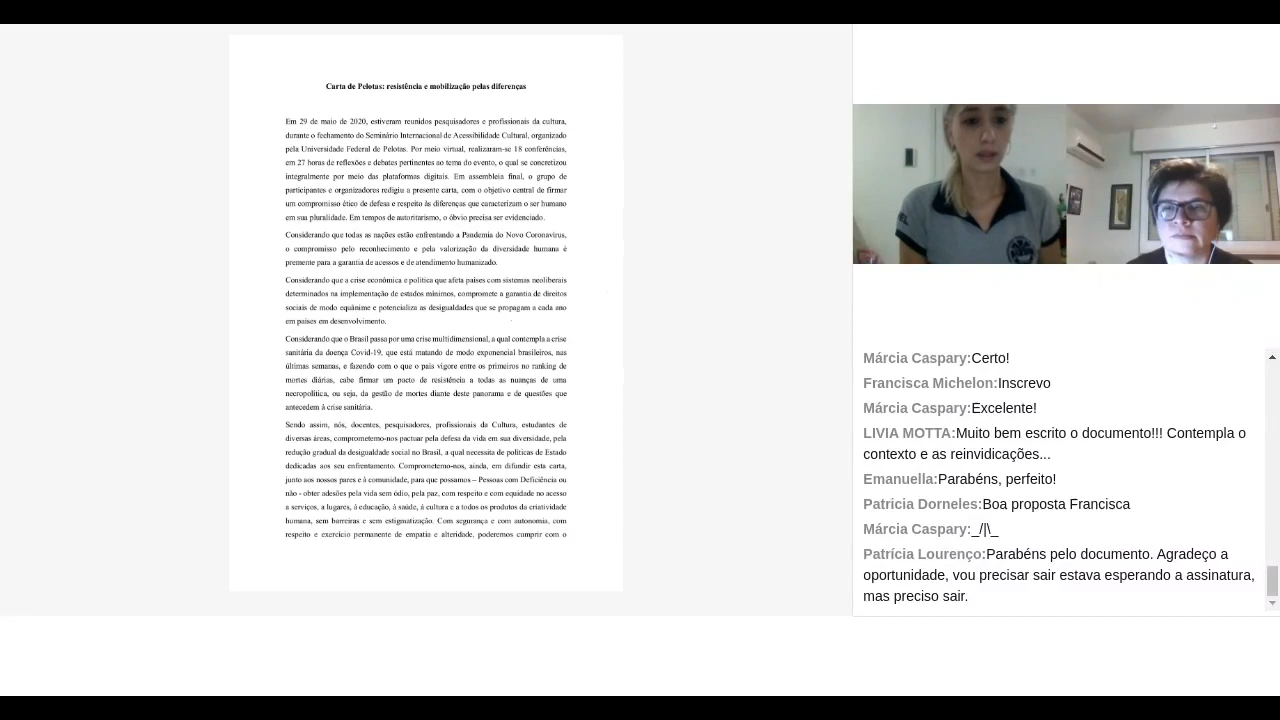 Carta de Pelotas: resistência e mobilização pelas diferenças
Em 29 de maio de 2020, estiveram reunidos pesquisadores e profissionais da cultura,
durante o fechamento do Seminário Internacional de Acessibilidade Cultural, organizado
pela Universidade Federal de Pelotas. Por meio virtual, realizaram-se 18 conferências,
em 27 horas de reflexões e debates pertinentes ao tema do evento, o qual se concretizou
integralmente por meio das plataformas digitais. Em assembleia final, o grupo de
participantes e organizadores redigiu a presente carta, com o objetivo central de firmar
um compromisso ético de defesa e respeito às diferenças que caracterizam o ser humano
em sua pluralidade. Em tempos de autoritarismo, o óbvio precisa ser evidenciado.
Considerando que todas as nações estão enfrentando a Pandemia do Novo Coronavírus,
o compromisso pelo reconhecimento e pela valorização da diversidade humana é
premente para a garantia de acessos e de atendimento humanizado.
Considerando que a crise econômica e política que afeta países com sistemas neoliberais
determinados na implementação de estados mínimos, compromete a garantia de direitos
sociais de modo equânime e potencializa as desigualdades que se propagam a cada ano
em países em desenvolvimento.
Considerando que o Brasil passa por uma crise multidimensional, a qual contempla a crise
sanitária da doença Covid-19, que está matando de modo exponencial brasileiros, nas
últimas semanas, e fazendo com o que o país vigore entre os primeiros no ranking de
mortes diárias, cabe firmar um pacto de resistência a todas as nuanças de uma
necropolítica, ou seja, da gestão de mortes diante deste panorama e de questões que
antecedem à crise sanitária.
Sendo assim, nós, docentes, pesquisadores, profissionais da Cultura, estudantes de
diversas áreas, comprometemo-nos pactuar pela defesa da vida em sua diversidade, pela
redução gradual da desigualdade social no Brasil, a qual necessita de políticas de Estado
dedicadas aos seu enfrentamento. Comprometemo-nos, ainda, em difundir esta carta,
junto aos nossos pares e à comunidade, para que possamos – Pessoas com Deficiência ou
não - obter adesões pela vida sem ódio, pela paz, com respeito e com equidade no acesso
a serviços, a lugares, à educação, à saúde, à cultura e a todos os produtos da criatividade
humana, sem barreiras e sem estigmatização. Com segurança e com autonomia, com
respeito e exercício permanente de empatia e alteridade, poderemos cumprir com o
Márcia Caspary:Certo!
Francisca Michelon:Inscrevo
Márcia Caspary:Excelente!
LIVIA MOTTA:Muito bem escrito o documento!!! Contempla o
contexto e as reinvidicações...
Emanuella:Parabéns, perfeito!
Patrícia Dorneles:Boa proposta Francisca
Márcia Caspary:_/|\_
Patrícia Lourenço:Parabéns pelo documento. Agradeço a
oportunidade, vou precisar sair estava esperando a assinatura,
mas preciso sair.